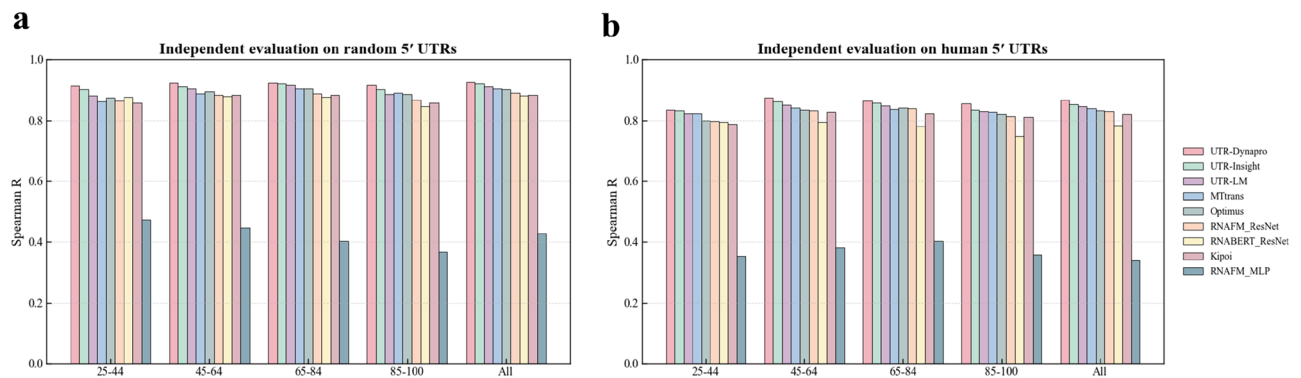 a
Independent evaluation on random 5′ UTRs
Spearman R
1.0
0.8
0.6
0.4
0.2
0.0
25-44 45-64 65-84 85-100 All
b
Independent evaluation on human 5′ UTRs
Spearman R
1.0
0.8
0.6
0.4
0.2
0.0
25-44 45-64 65-84 85-100 All
UTR-Dynapro
UTR-Insight
UTR-LM
MTtrans
Optimus
RNAFM_ResNet
RNABERT_ResNet
Kipoi
RNAFM_MLP